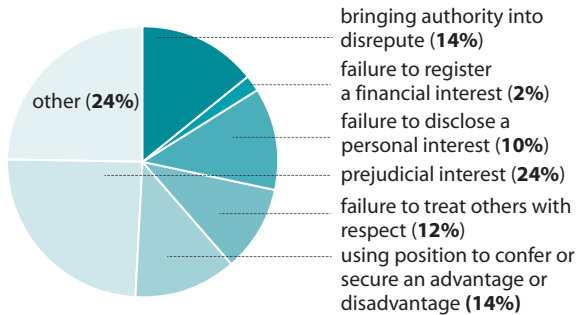 bringing authority into
disrepute (14%)
failure to register
a financial interest (2%)
other (24%)
failure to disclose a
personal interest (10%)
prejudicial interest (24%)
failure to treat others with
respect (12%)
using position to confer or
secure an advantage or
disadvantage (14%)